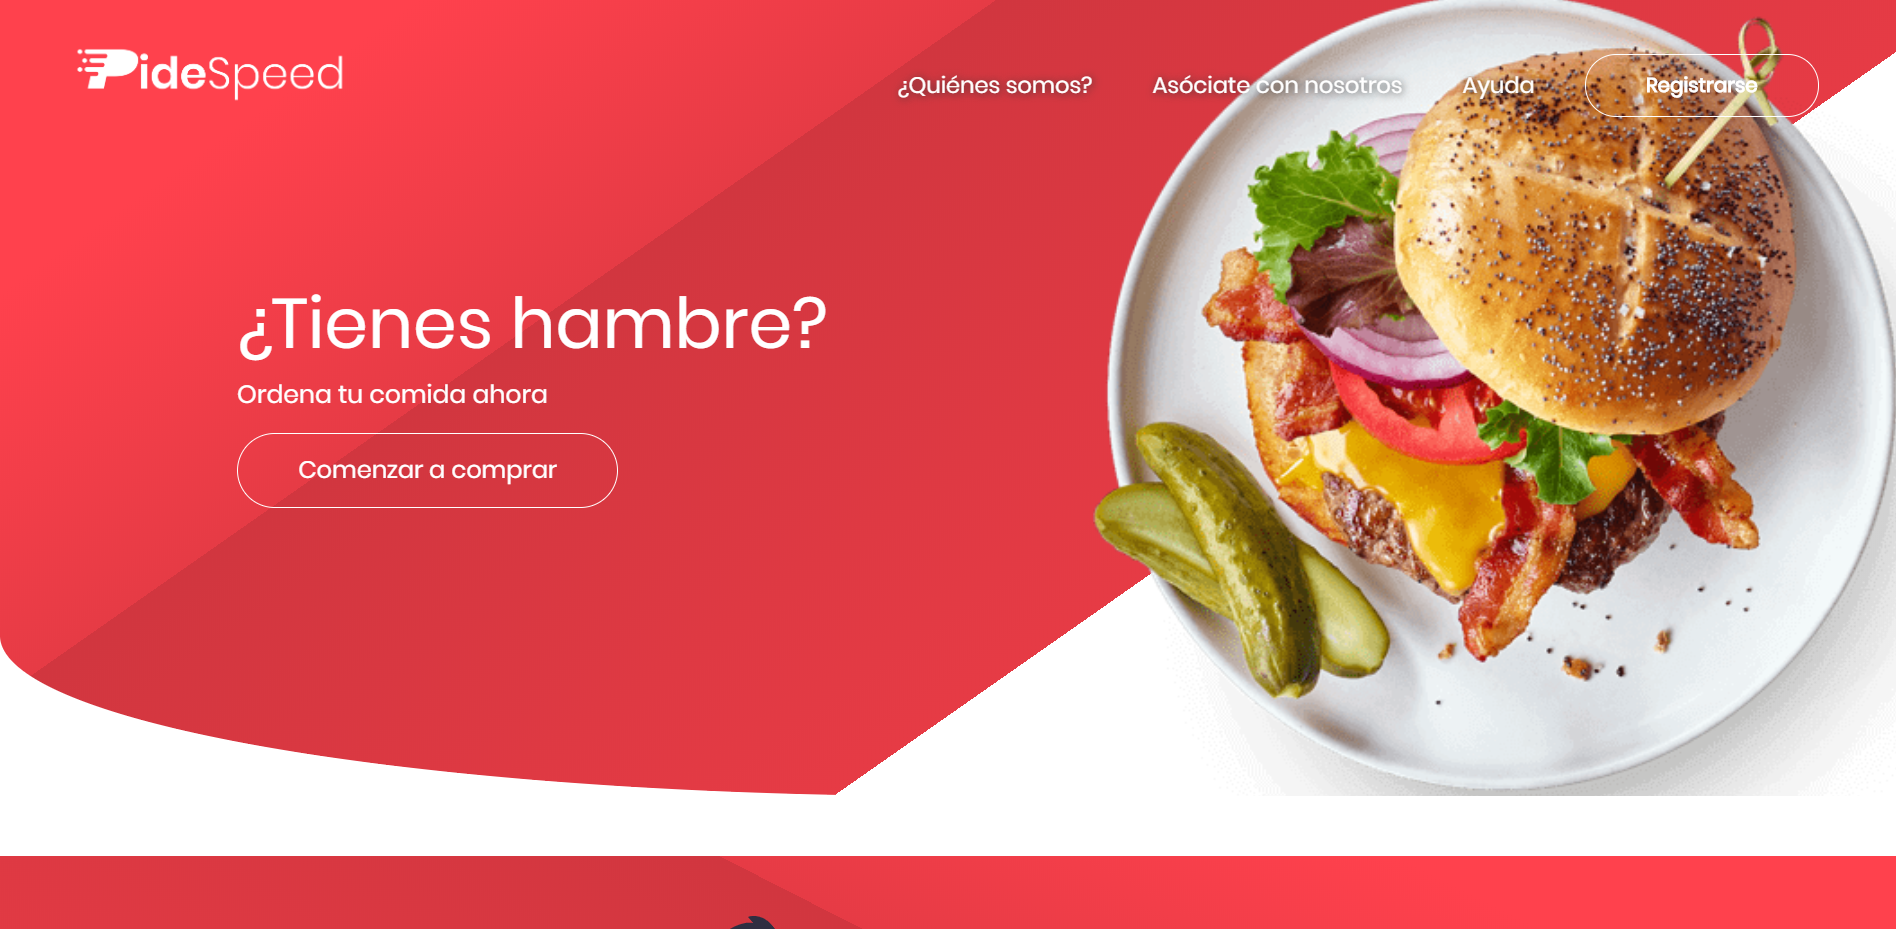 PideSpeed
¿Quiénes somos? Asóciate con nosotros Ayuda Registrarse
¿Tienes hambre?
Ordena tu comida ahora
Comenzar a comprar